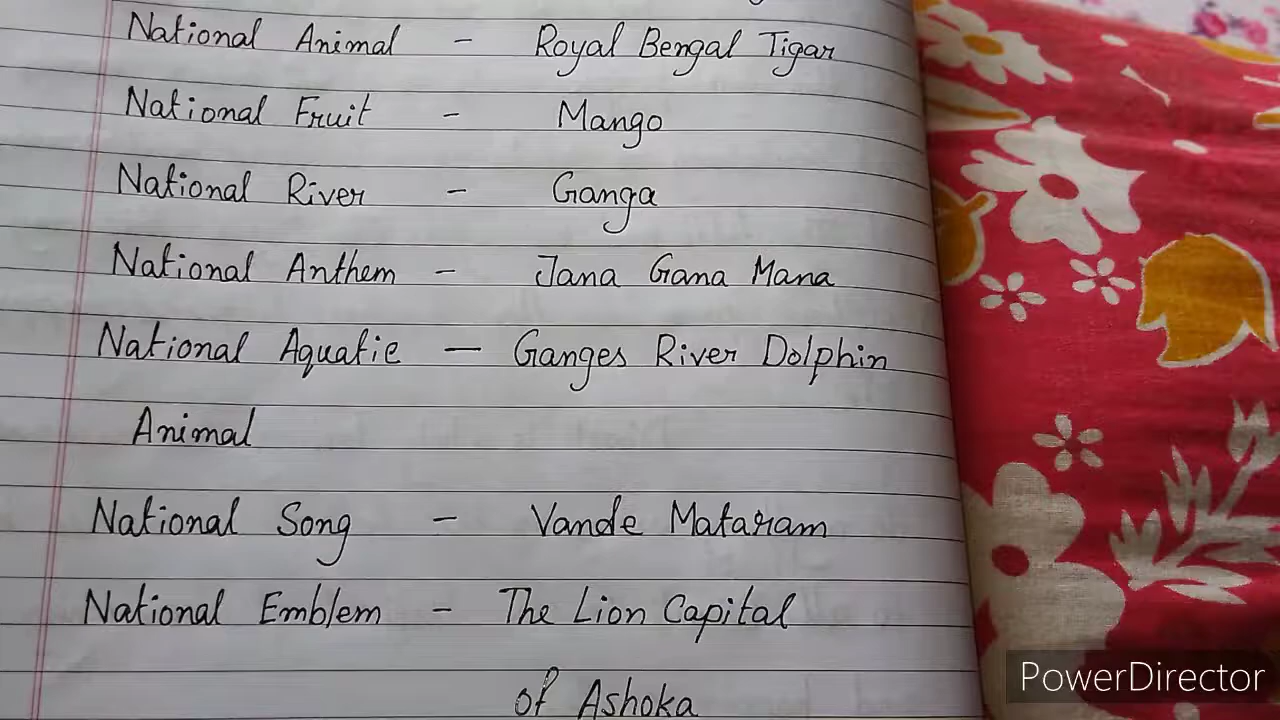 National Animal - Royal Bengal Tigar
National Fruit - Mango
National River - Ganga
National Anthem - Jana Gana Mana
National Aquatic — Ganges River Dolphin
Animal
National Song - Vande Mataram
National Emblem - The Lion Capital
of Ashoka
PowerDirector